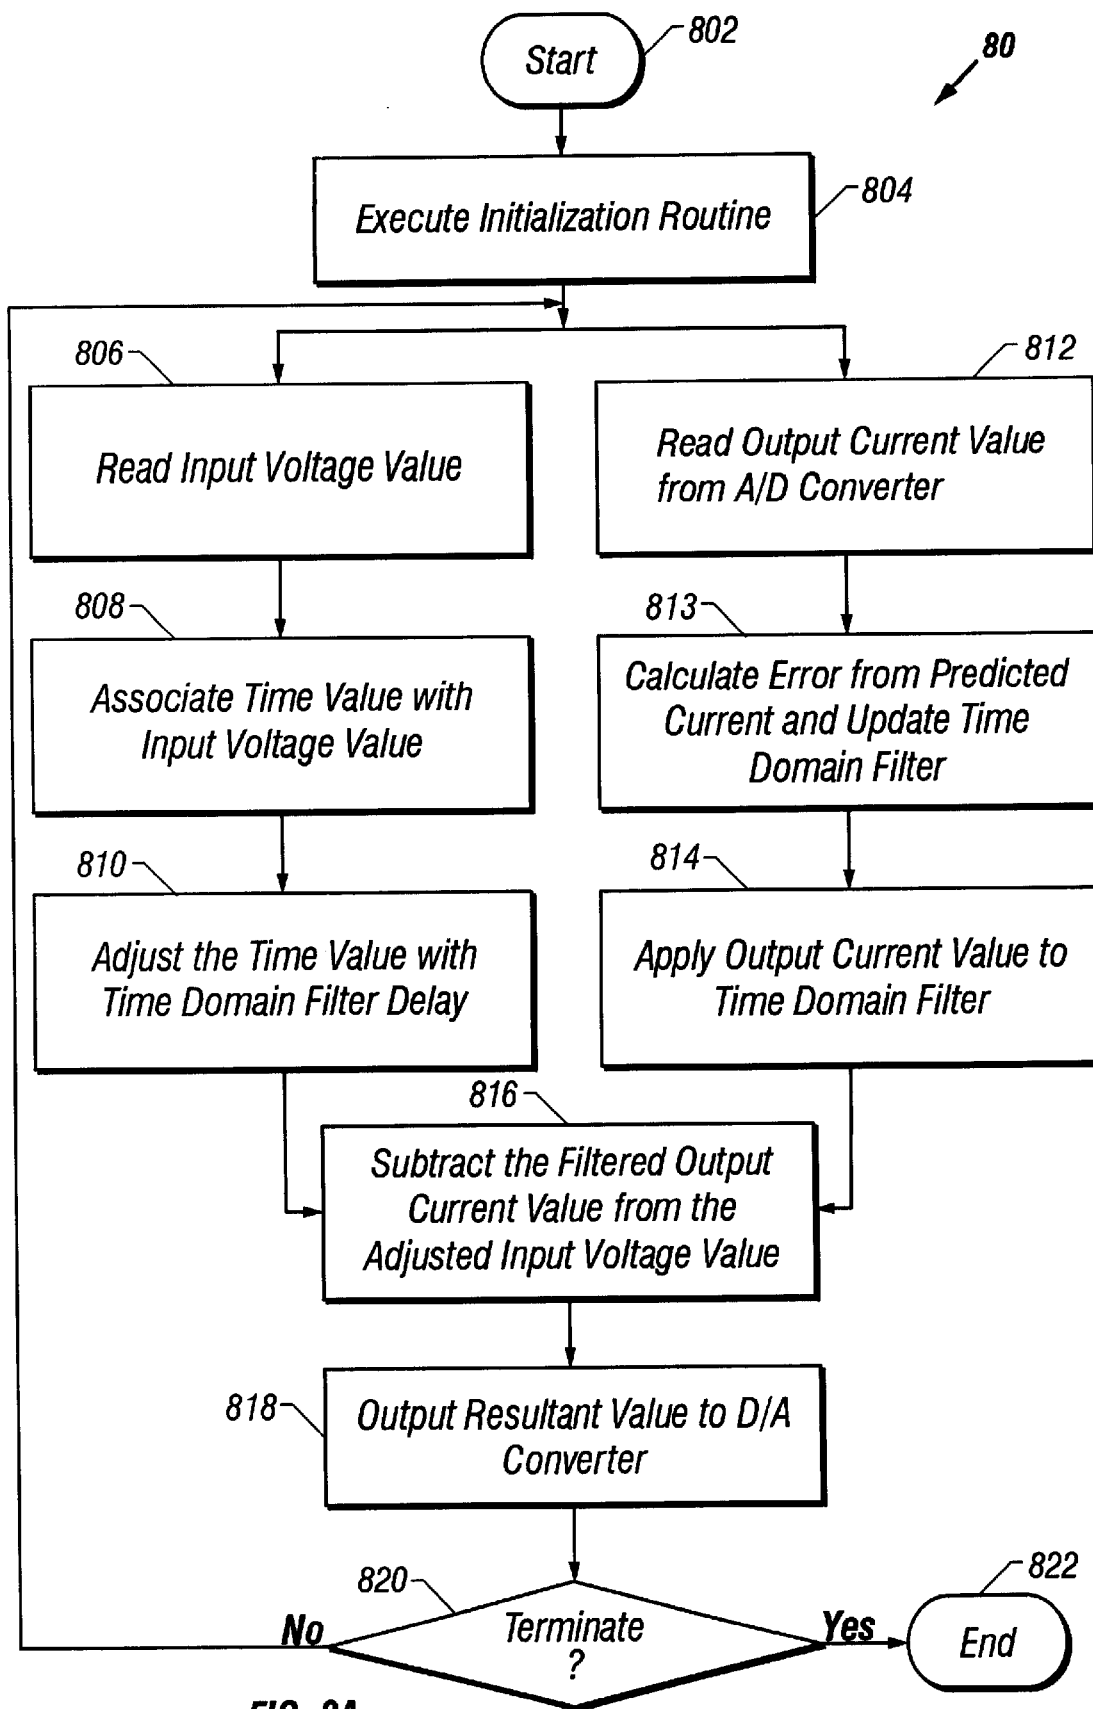 802
Start
80
Execute Initialization Routine
804
806
Read Input Voltage Value
812
Read Output Current Value
from A/D Converter
808
Associate Time Value with
Input Voltage Value
813
Calculate Error from Predicted
Current and Update Time
Domain Filter
810
Adjust the Time Value with
Time Domain Filter Delay
814
Apply Output Current Value to
Time Domain Filter
816
Subtract the Filtered Output
Current Value from the
Adjusted Input Voltage Value
818
Output Resultant Value to D/A
Converter
820
No
Terminate
?
Yes
822
End